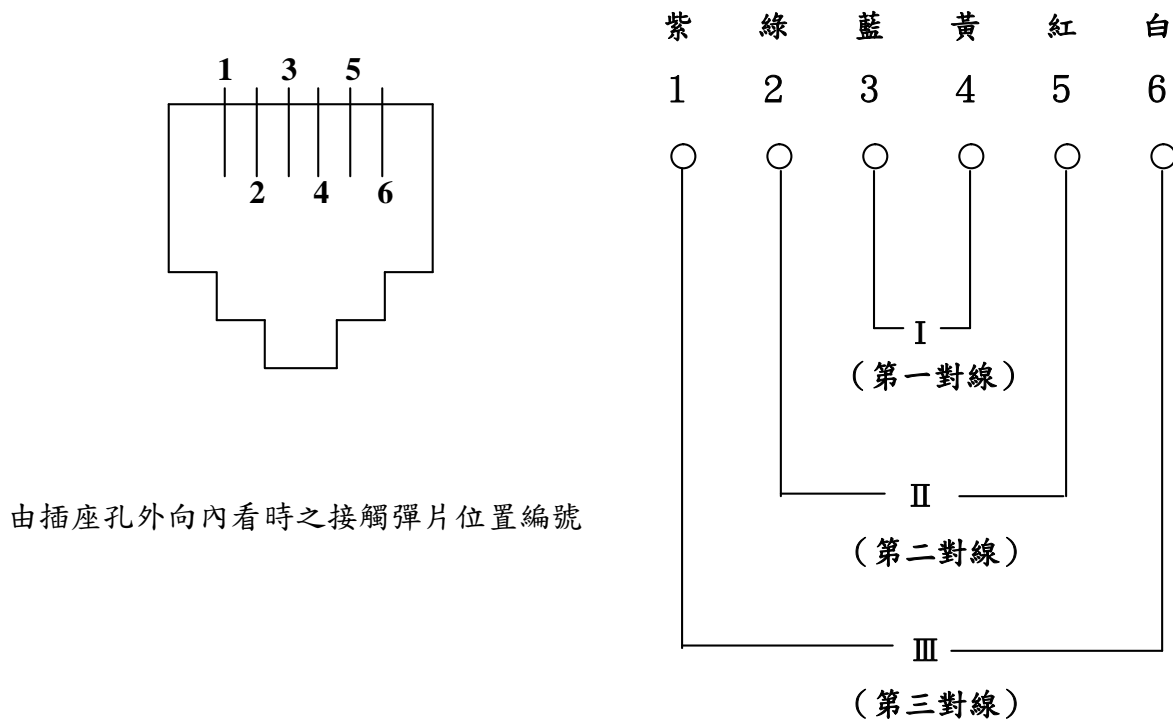 1 3 5
2 4 6
由插座孔外向內看時之接觸彈片位置編號
紫 綠 藍 黃 紅 白
1 2 3 4 5 6
Ⅰ
（第一對線）
Ⅱ
（第二對線）
Ⅲ
（第三對線）